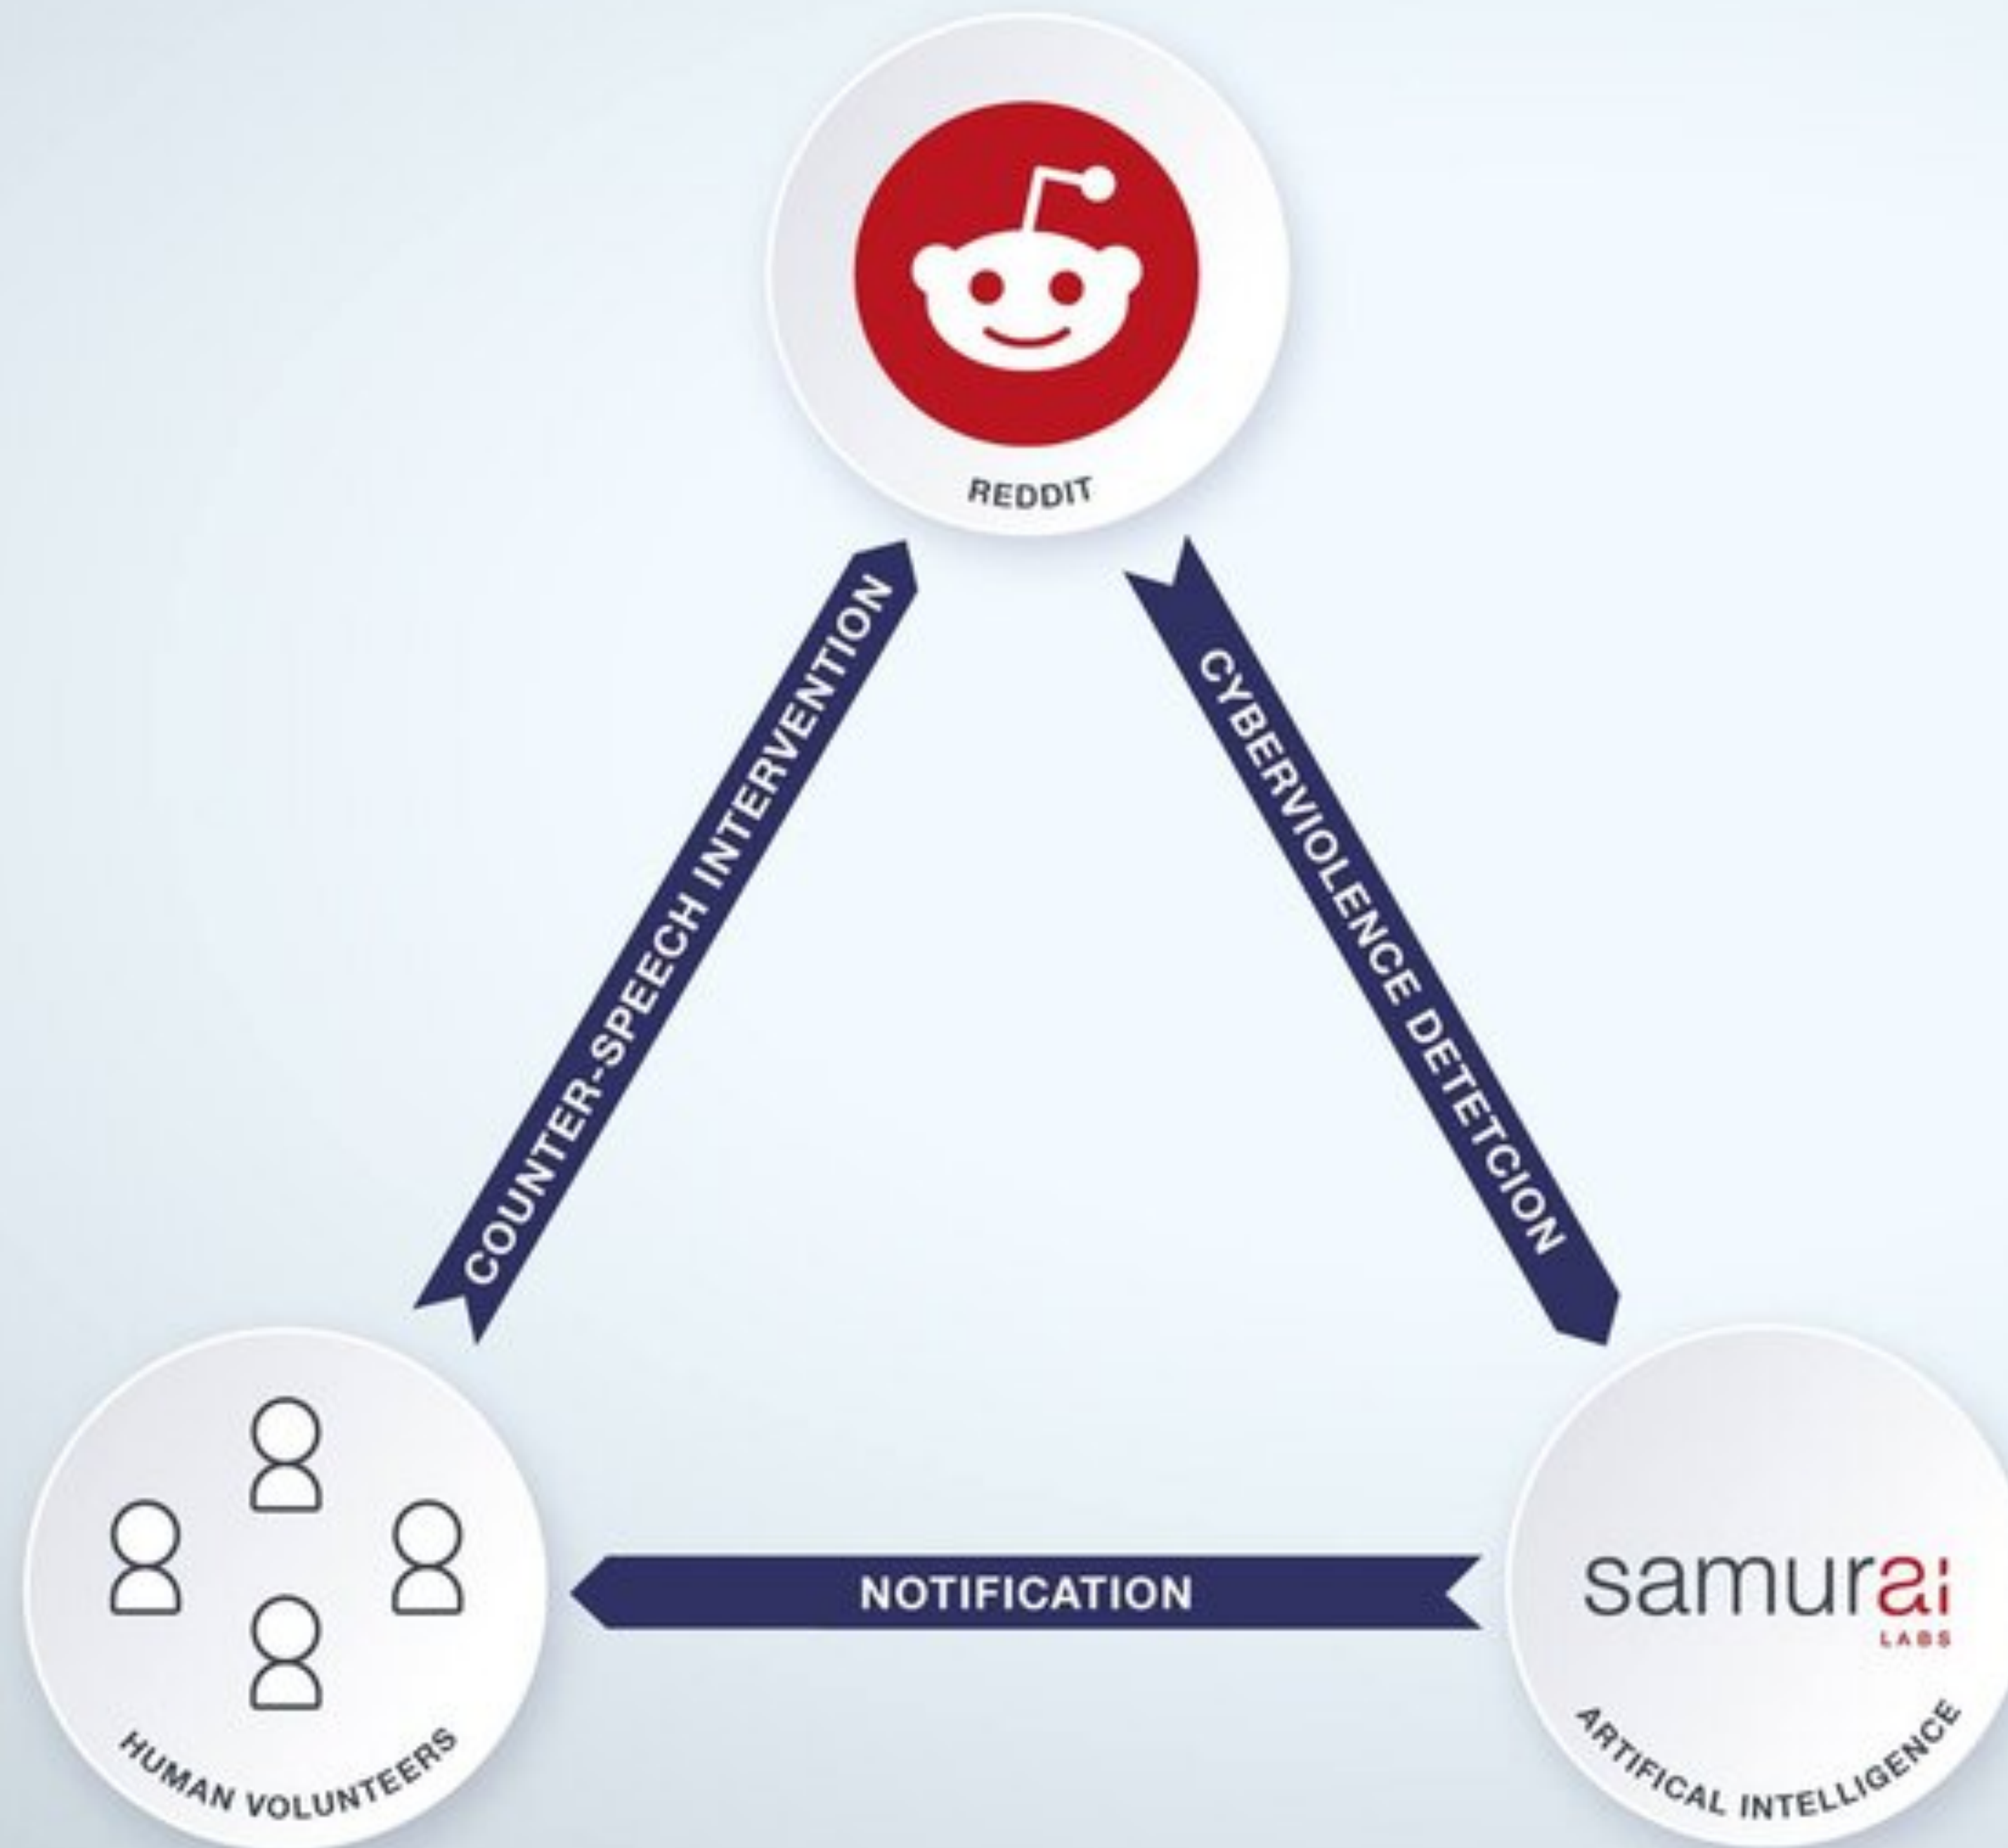 REDDIT
COUNTER-SPEECH INTERVENTION
CYBERVIOLENCE DETETCION
NOTIFICATION
samurai
LABS
HUMAN VOLUNTEERS
ARTIFICAL INTELLIGENCE